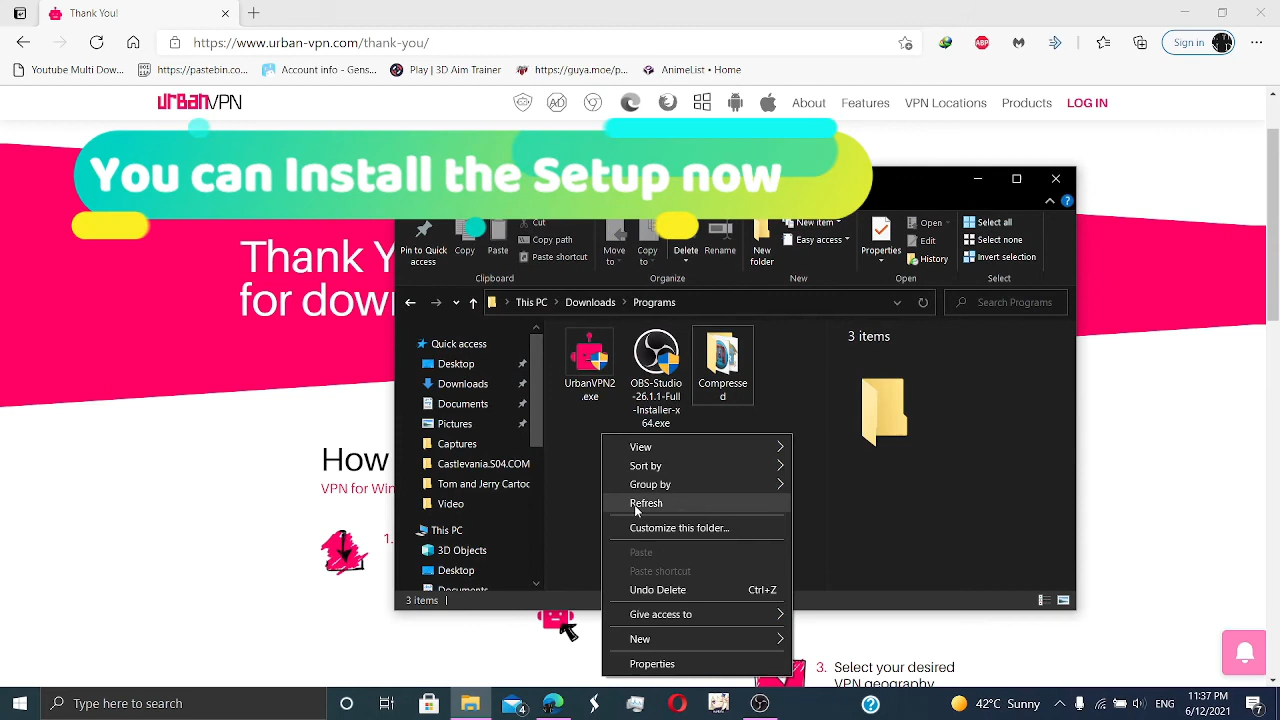 Thank You!
https://www.urban-vpn.com/thank-you/
ABP
Sign in
Youtube Multi Dow...
https://pastebin.c...
Account info - Gens...
Play | 3D Aim Trainer
https://gogoanime...
AnimeList • Home
urbanVPN
About
Features
VPN Locations
Products
LOG IN
You can Install the Setup now
Thank Y
for down
Pin to Quick
access
Copy
Paste
Cut
Copy path
Paste shortcut
Clipboard
Move
to
Copy
to
Delete
Rename
Organize
New
folder
New item
Easy access
New
Properties
Open
Edit
History
Open
Select all
Select none
Invert selection
Select
This PC
Downloads
Programs
Search Programs
Quick access
Desktop
Downloads
Documents
Pictures
Captures
Castlevania.S04.COM
Tom and Jerry Cartoc
Video
This PC
3D Objects
Desktop
Documents
UrbanVPN2
.exe
OBS-Studio
-26.1.1-Full
-Installer-x
64.exe
Compresse
d
3 items
View
Sort by
Group by
Refresh
Customize this folder...
Paste
Paste shortcut
Undo Delete Ctrl+Z
Give access to
New
Properties
3 items
How
VPN for Win
1.
3. Select your desired
VPN geography
Type here to search
42°C Sunny
11:37 PM
6/12/2021